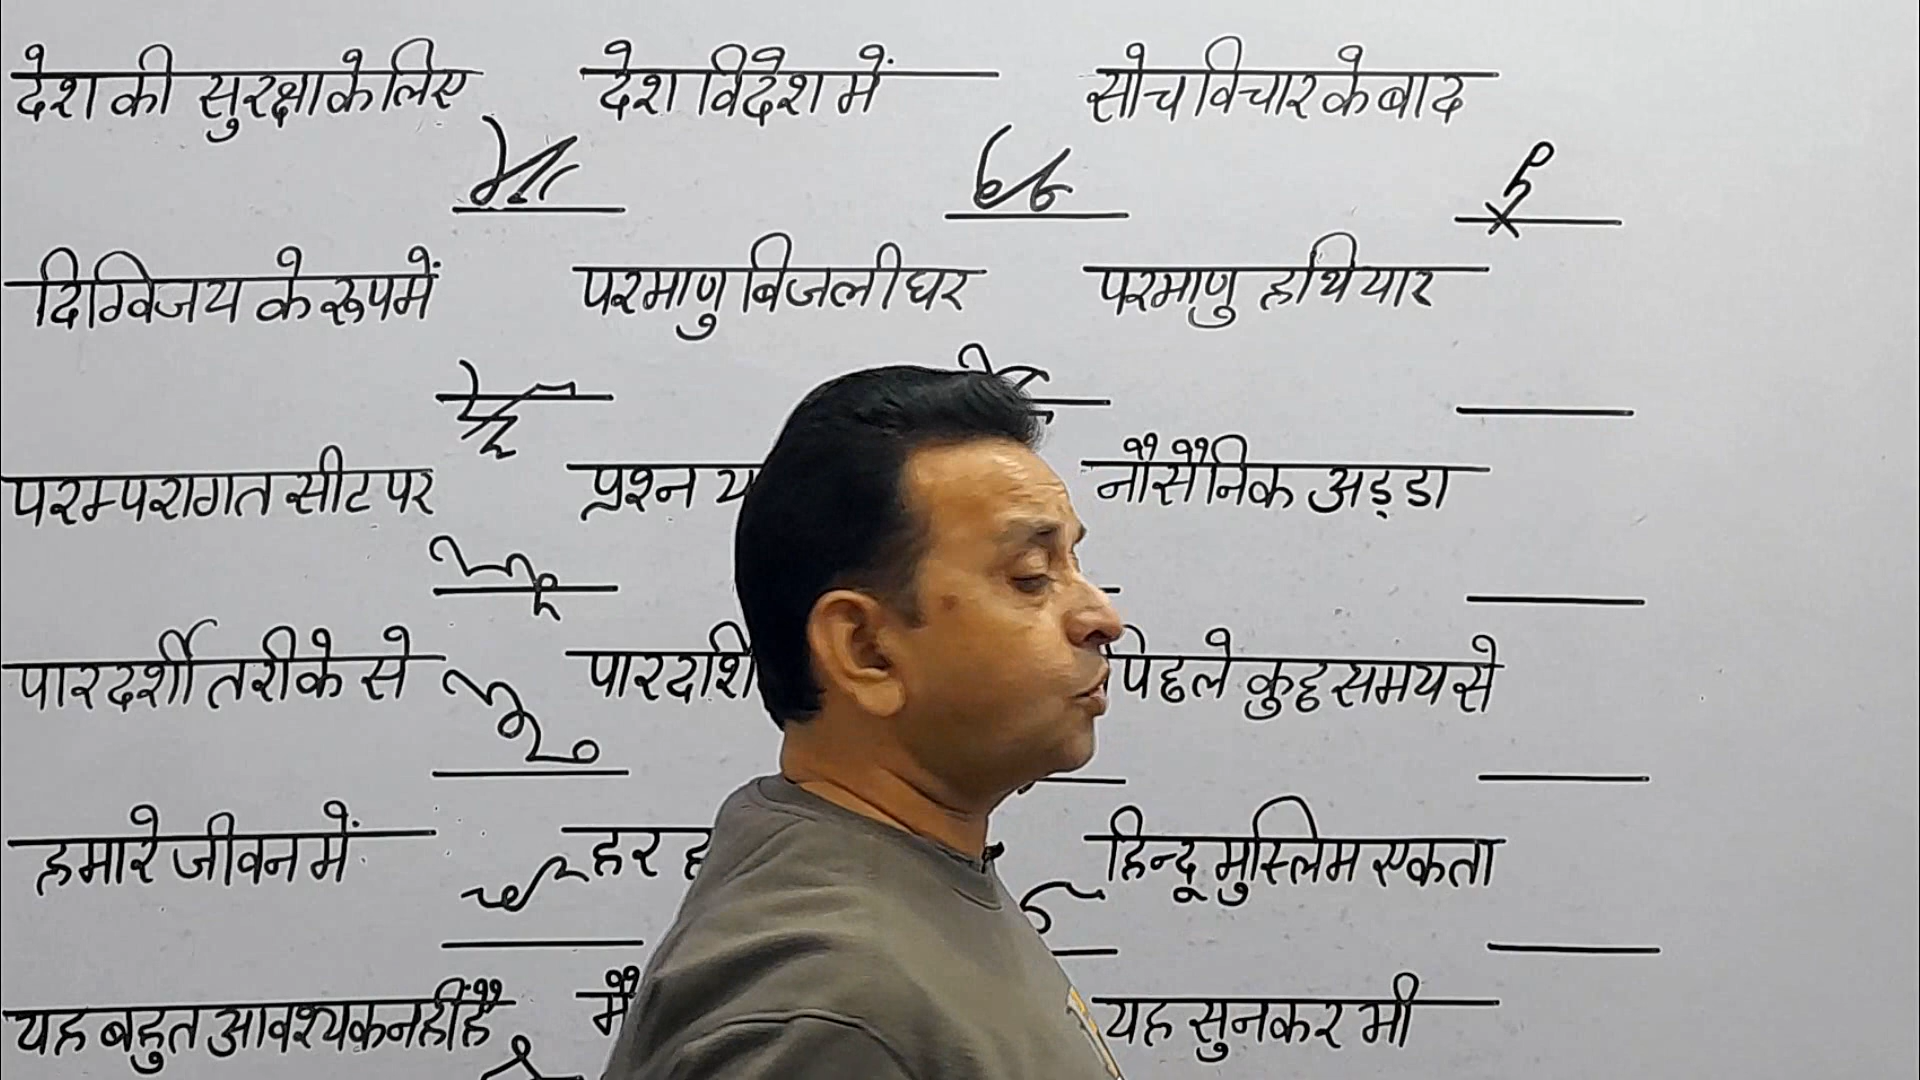 देश की सुरक्षा के लिए देश विदेश में सोच विचार के बाद
दिग्विजय के रूप में परमाणु बिजली घर परमाणु हथियार
परम्परागत सीट पर प्रश्न नौसैनिक अड्डा
पारदर्शी तरीके से पिछले कुछ समय से
हमारे जीवन में हर हिन्दू मुस्लिम एकता
यह बहुत आवश्यक नहीं है यह सुनकर भी